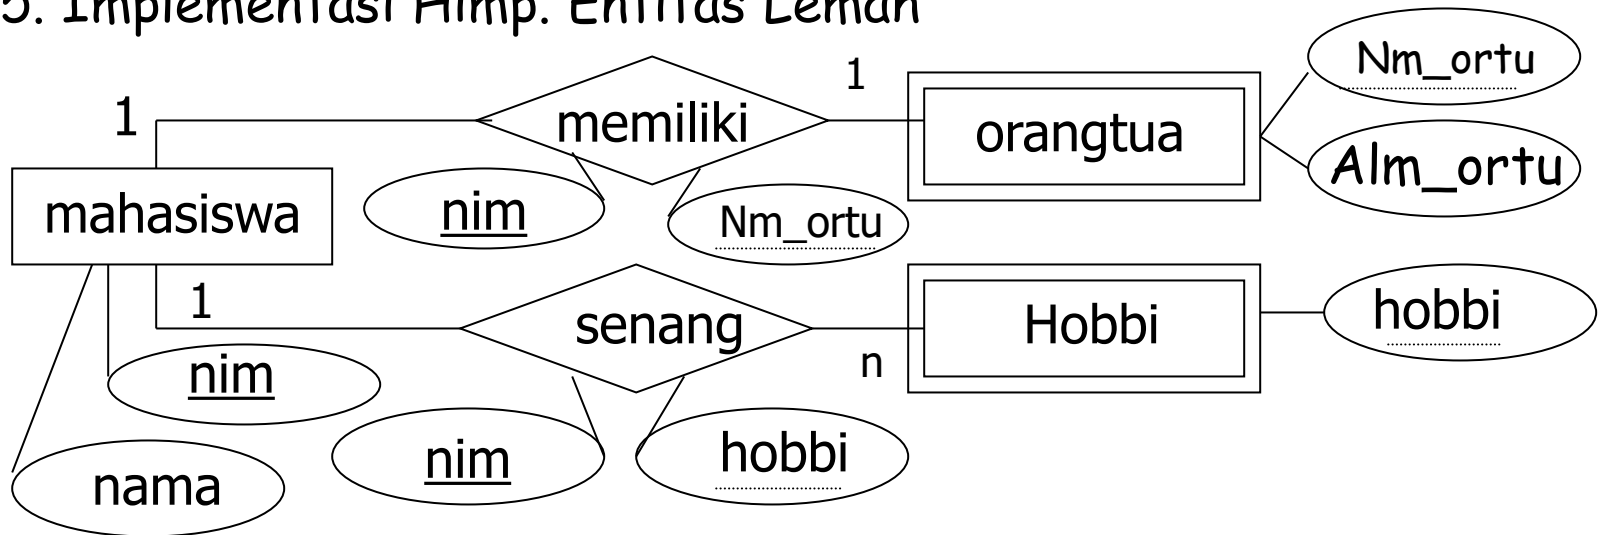 5. Implementasi Himp. Entitas Lemah
1
memiliki
1
orangtua
Nm_ortu
Alm_ortu
mahasiswa
nim
Nm_ortu
1
senang
n
Hobbi
hobbi
nim
nama
nim
hobbi